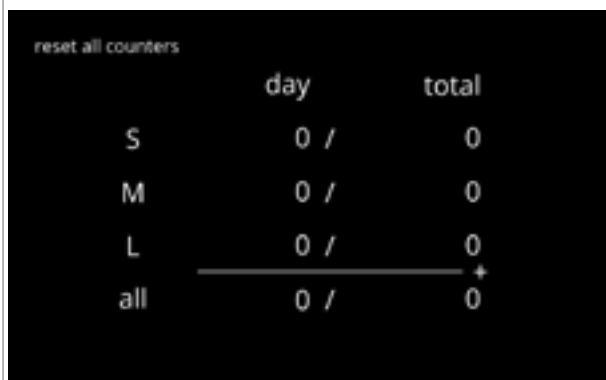 reset all counters
day total
S 0 / 0
M 0 / 0
L 0 / 0
+
all 0 / 0